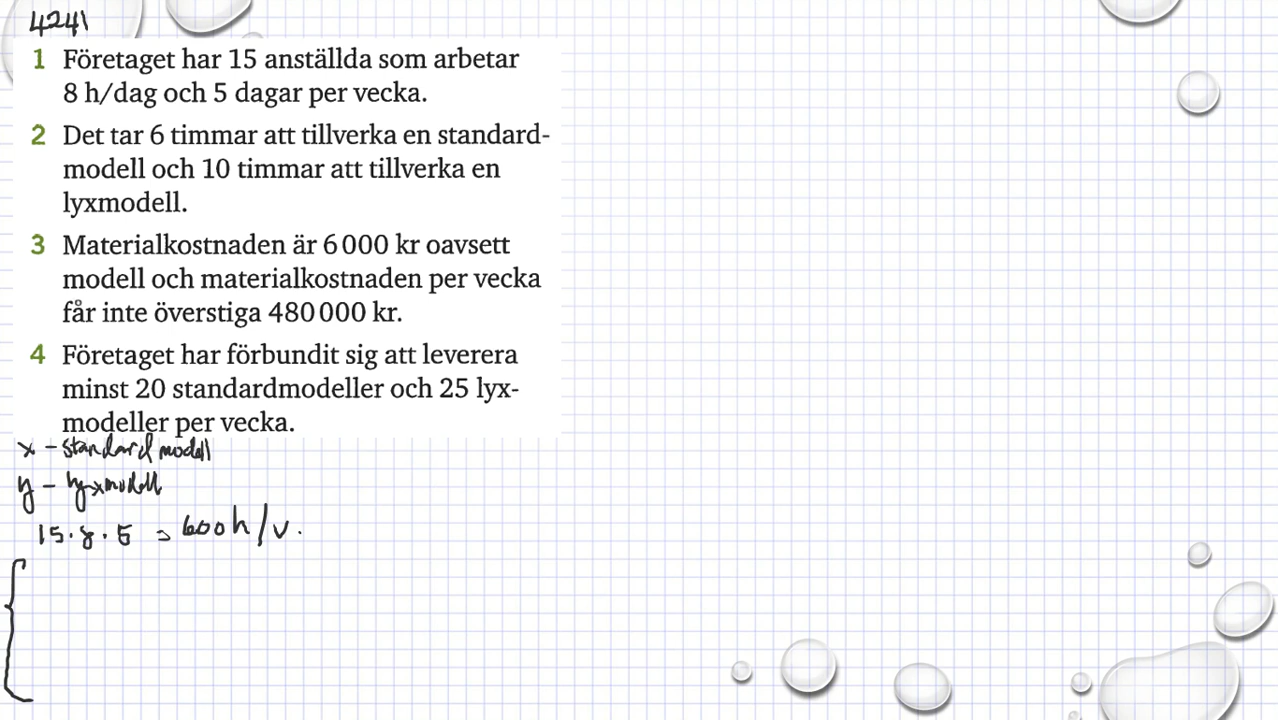 4241
1 Företaget har 15 anställda som arbetar
8 h/dag och 5 dagar per vecka.
2 Det tar 6 timmar att tillverka en standard-
modell och 10 timmar att tillverka en
lyxmodell.
3 Materialkostnaden är 6 000 kr oavsett
modell och materialkostnaden per vecka
får inte överstiga 480 000 kr.
4 Företaget har förbundit sig att leverera
minst 20 standardmodeller och 25 lyx-
modeller per vecka.
x - standard modell
y - lyxmodell
15 · 8 · 5 = 600 h/v.
{